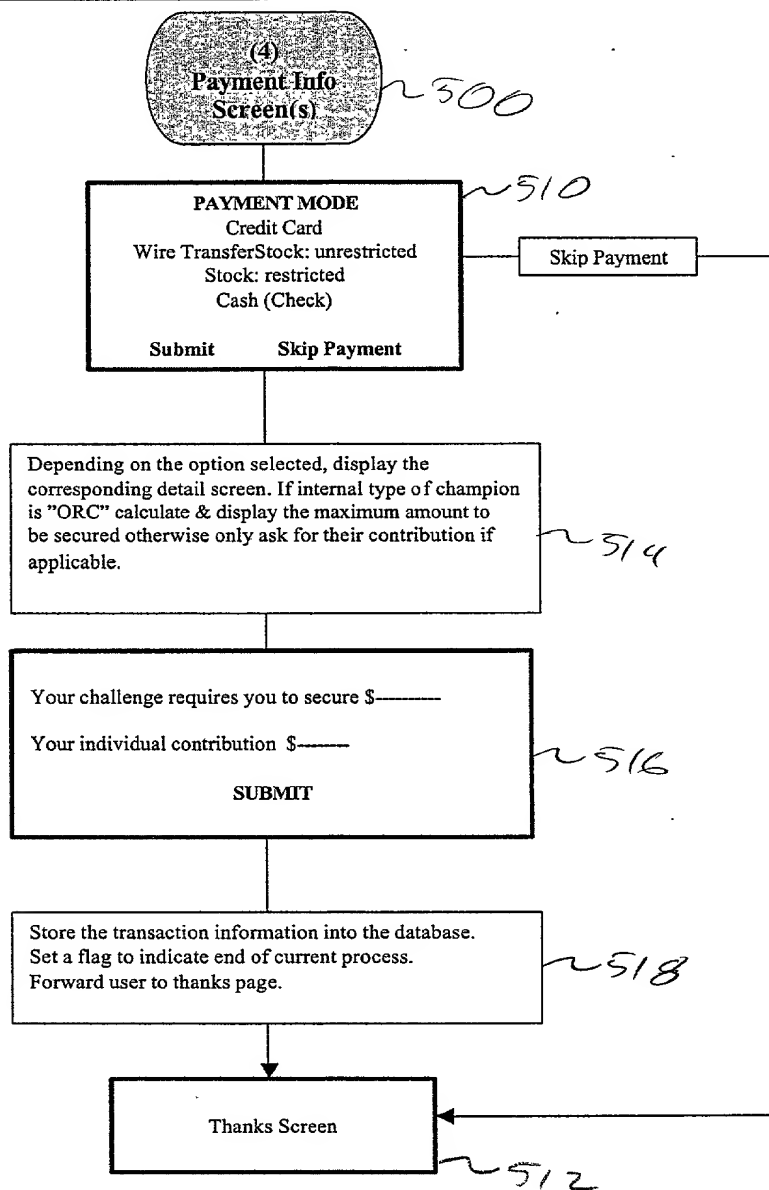 (4)
Payment Info
Screen(s)
500
510
PAYMENT MODE
Credit Card
Wire TransferStock: unrestricted
Stock: restricted
Cash (Check)
Submit Skip Payment
Skip Payment
Depending on the option selected, display the
corresponding detail screen. If internal type of champion
is "ORC" calculate & display the maximum amount to
be secured otherwise only ask for their contribution if
applicable.
514
Your challenge requires you to secure $---------
Your individual contribution $-------
SUBMIT
516
Store the transaction information into the database.
Set a flag to indicate end of current process.
Forward user to thanks page.
518
Thanks Screen
512